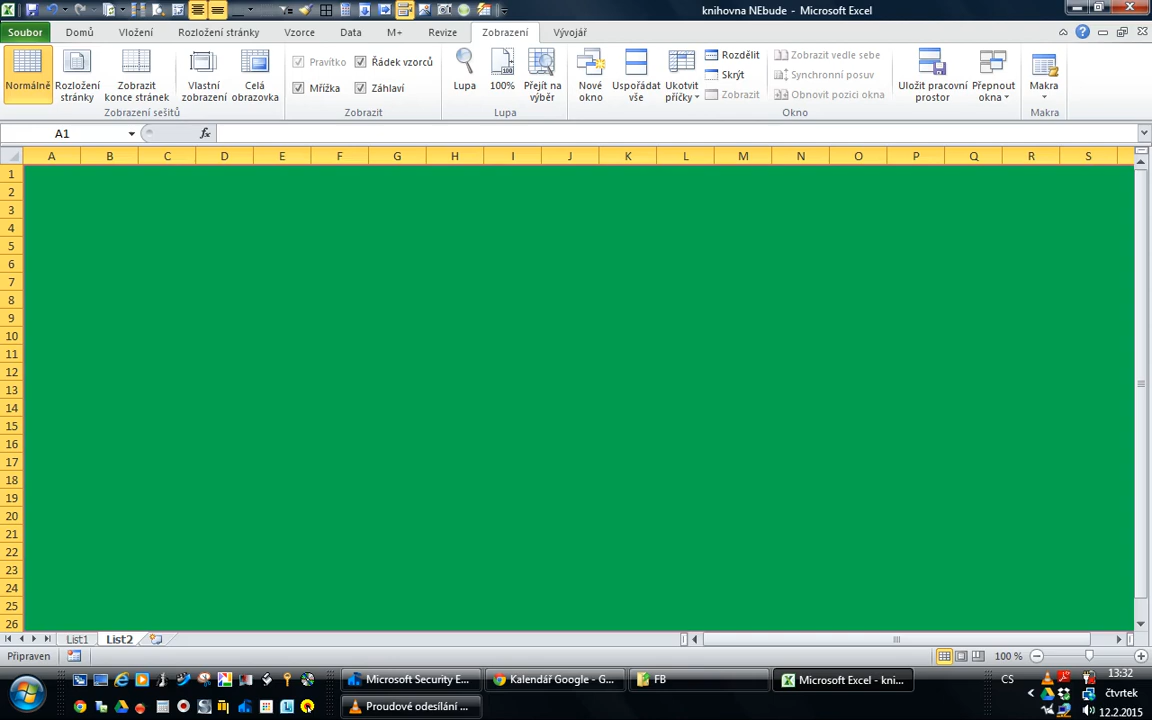 knihovna NEbude - Microsoft Excel
Soubor Domů Vložení Rozložení stránky Vzorce Data M+ Revize Zobrazení Vývojář
Normálně
Rozložení stránky
Zobrazit konce stránek
Vlastní zobrazení
Celá obrazovka
Zobrazení sešitů
Pravítko Řádek vzorců
Mřížka Záhlaví
Zobrazit
Lupa
100%
Přejít na výběr
Lupa
Nové okno
Uspořádat vše
Ukotvit příčky
Rozdělit
Skrýt
Zobrazit
Zobrazit vedle sebe
Synchronní posuv
Obnovit pozici okna
Okno
Uložit pracovní prostor
Přepnout okna
Makra
Makra
A1 fx
A B C D E F G H I J K L M N O P Q R S
1
2
3
4
5
6
7
8
9
10
11
12
13
14
15
16
17
18
19
20
21
22
23
24
25
26
List1 List2
Připraven 100 %
Microsoft Security E... Kalendář Google - G... FB Microsoft Excel - kni... CS 13:32
čtvrtek
Proudové odesílání ... 12.2.2015